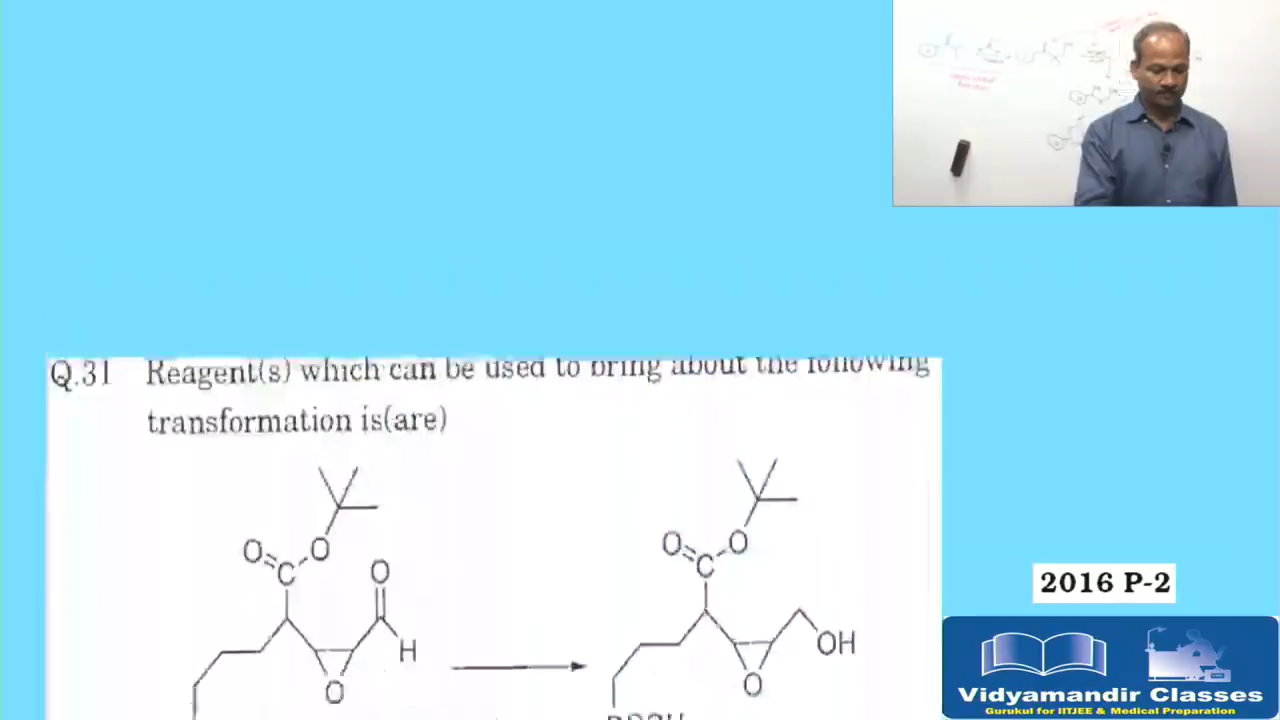 Q.31 Reagent(s) which can be used to bring about the following
transformation is(are)
O
C
O
O
H
O
O
C
O
OH
O
2016 P-2
Vidyamandir Classes
Gurukul for IITJEE & Medical Preparation